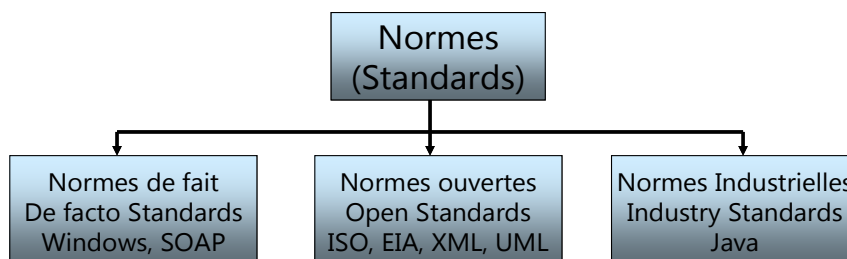 Normes
(Standards)
Normes de fait
De facto Standards
Windows, SOAP
Normes ouvertes
Open Standards
ISO, EIA, XML, UML
Normes Industrielles
Industry Standards
Java